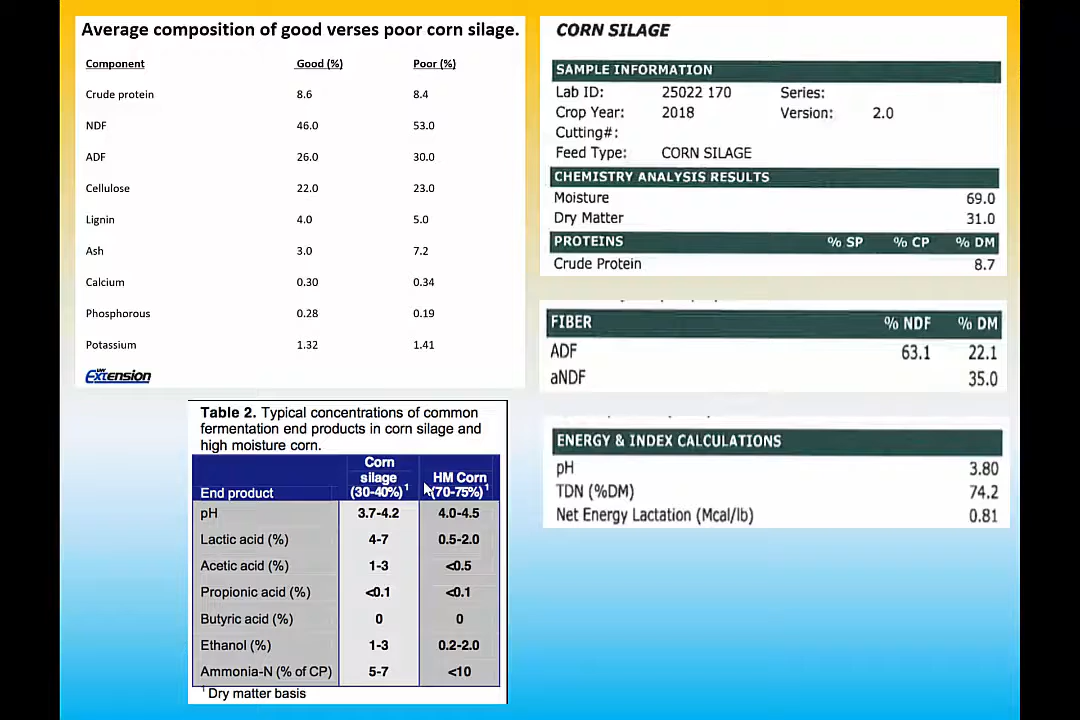 Average composition of good verses poor corn silage.
Component Good (%) Poor (%)
Crude protein 8.6 8.4
NDF 46.0 53.0
ADF 26.0 30.0
Cellulose 22.0 23.0
Lignin 4.0 5.0
Ash 3.0 7.2
Calcium 0.30 0.34
Phosphorous 0.28 0.19
Potassium 1.32 1.41
Extension
Table 2. Typical concentrations of common
fermentation end products in corn silage and
high moisture corn.
End product Corn silage (30-40%)¹ HM Corn (70-75%)¹
pH 3.7-4.2 4.0-4.5
Lactic acid (%) 4-7 0.5-2.0
Acetic acid (%) 1-3 <0.5
Propionic acid (%) <0.1 <0.1
Butyric acid (%) 0 0
Ethanol (%) 1-3 0.2-2.0
Ammonia-N (% of CP) 5-7 <10
¹ Dry matter basis
CORN SILAGE
SAMPLE INFORMATION
Lab ID: 25022 170 Series:
Crop Year: 2018 Version: 2.0
Cutting#:
Feed Type: CORN SILAGE
CHEMISTRY ANALYSIS RESULTS
Moisture 69.0
Dry Matter 31.0
PROTEINS % SP % CP % DM
Crude Protein 8.7
FIBER % NDF % DM
ADF 63.1 22.1
aNDF 35.0
ENERGY & INDEX CALCULATIONS
pH 3.80
TDN (%DM) 74.2
Net Energy Lactation (Mcal/lb) 0.81